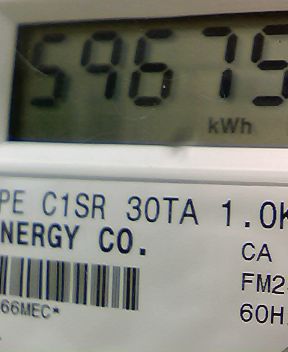 59675
kWh
PE C1SR 30TA 1.0K
NERGY CO.
CA
FM2
66MEC*
60H